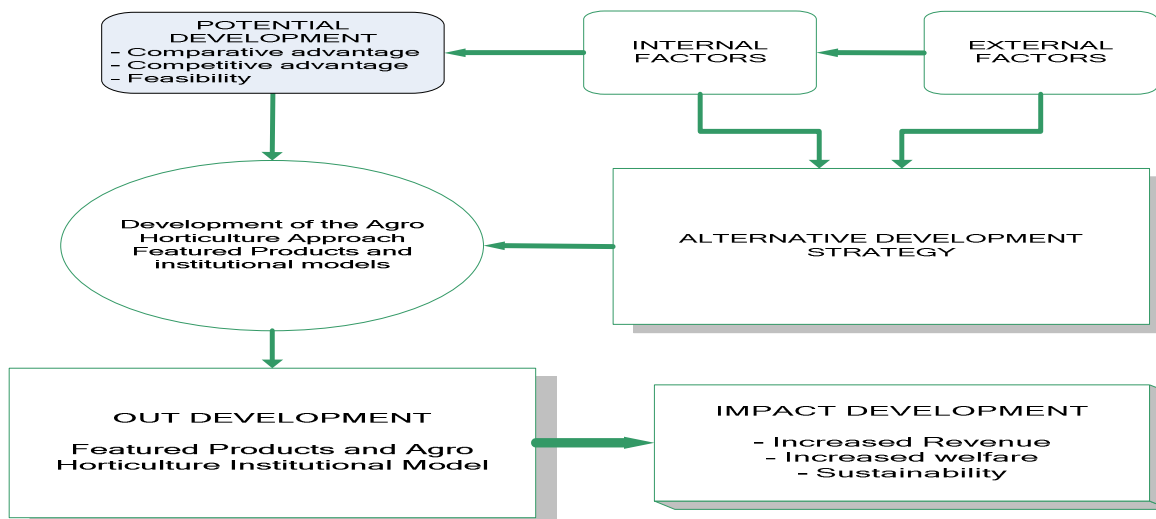 POTENTIAL
DEVELOPMENT
- Comparative advantage
- Competitive advantage
- Feasibility
INTERNAL
FACTORS
EXTERNAL
FACTORS
Development of the Agro
Horticulture Approach
Featured Products and
institutional models
ALTERNATIVE DEVELOPMENT
STRATEGY
OUT DEVELOPMENT
Featured Products and Agro
Horticulture Institutional Model
IMPACT DEVELOPMENT
- Increased Revenue
- Increased welfare
- Sustainability